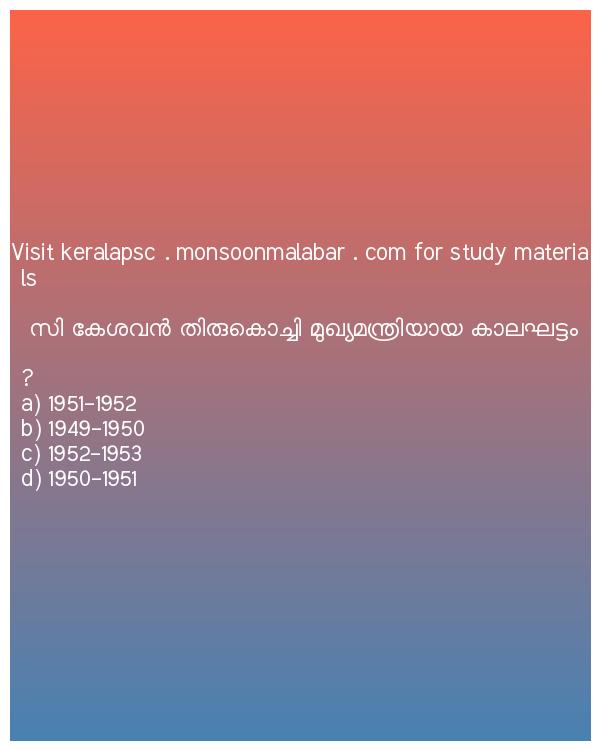 Visit keralapsc . monsoonmalabar . com for study materia
ls
സി കേശവൻ തിരുകൊച്ചി മുഖ്യമന്ത്രിയായ കാലഘട്ടം
?
a) 1951-1952
b) 1949-1950
c) 1952-1953
d) 1950-1951